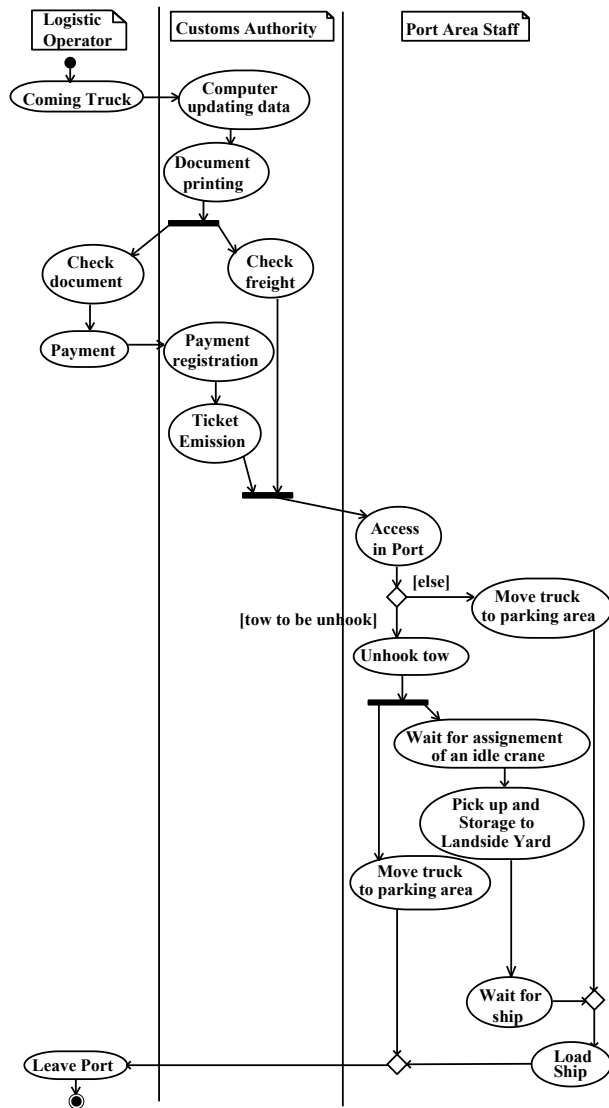 Logistic
Operator
Customs Authority
Port Area Staff
Coming Truck
Computer
updating data
Document
printing
Check
document
Check
freight
Payment
Payment
registration
Ticket
Emission
Access
in Port
[else]
Move truck
to parking area
[tow to be unhook]
Unhook tow
Wait for assignement
of an idle crane
Pick up and
Storage to
Landside Yard
Move truck
to parking area
Wait for
ship
Load
Ship
Leave Port